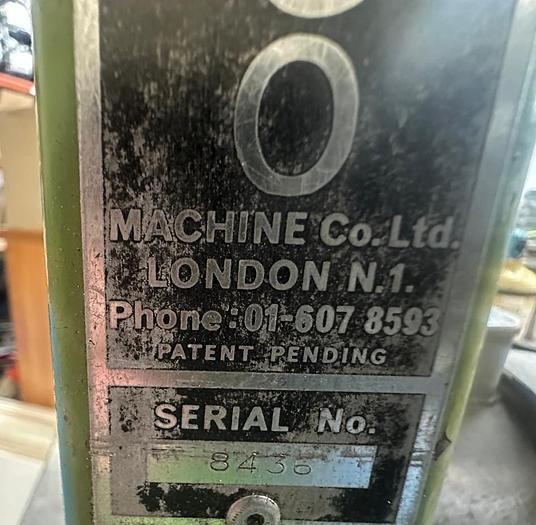 O
MACHINE Co. Ltd.
LONDON N.1.
Phone: 01-607 8593
PATENT PENDING
SERIAL No.
8436